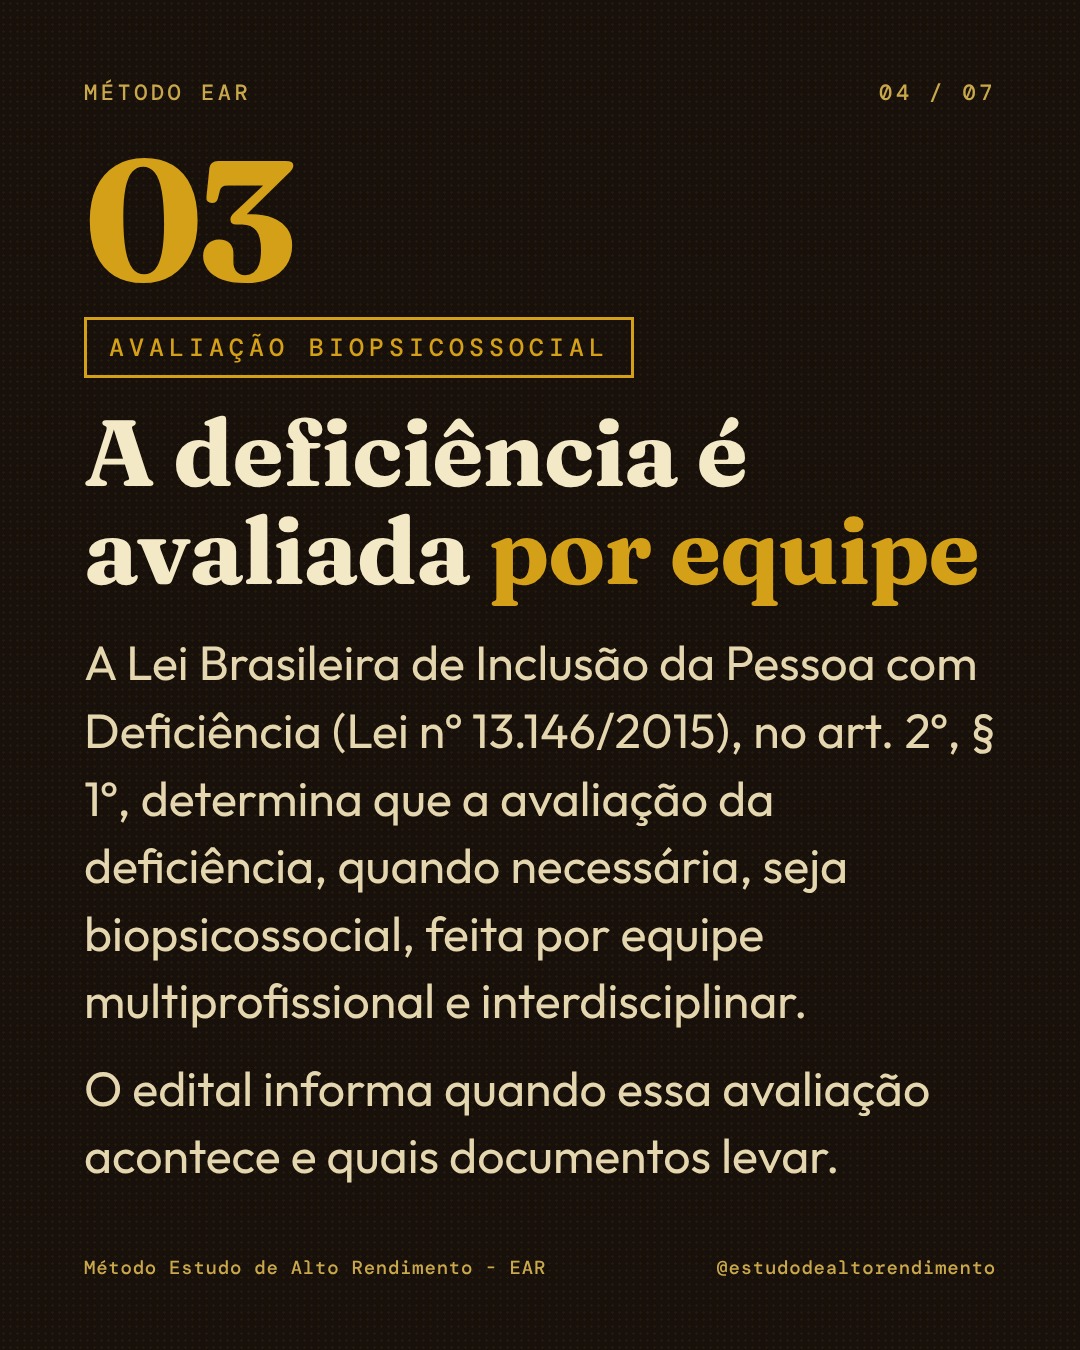 MÉTODO EAR
04 / 07
03
AVALIAÇÃO BIOPSICOSSOCIAL
A deficiência é
avaliada por equipe
A Lei Brasileira de Inclusão da Pessoa com
Deficiência (Lei nº 13.146/2015), no art. 2º, §
1º, determina que a avaliação da
deficiência, quando necessária, seja
biopsicossocial, feita por equipe
multiprofissional e interdisciplinar.
O edital informa quando essa avaliação
acontece e quais documentos levar.
Método Estudo de Alto Rendimento - EAR
@estudodealtorendimento